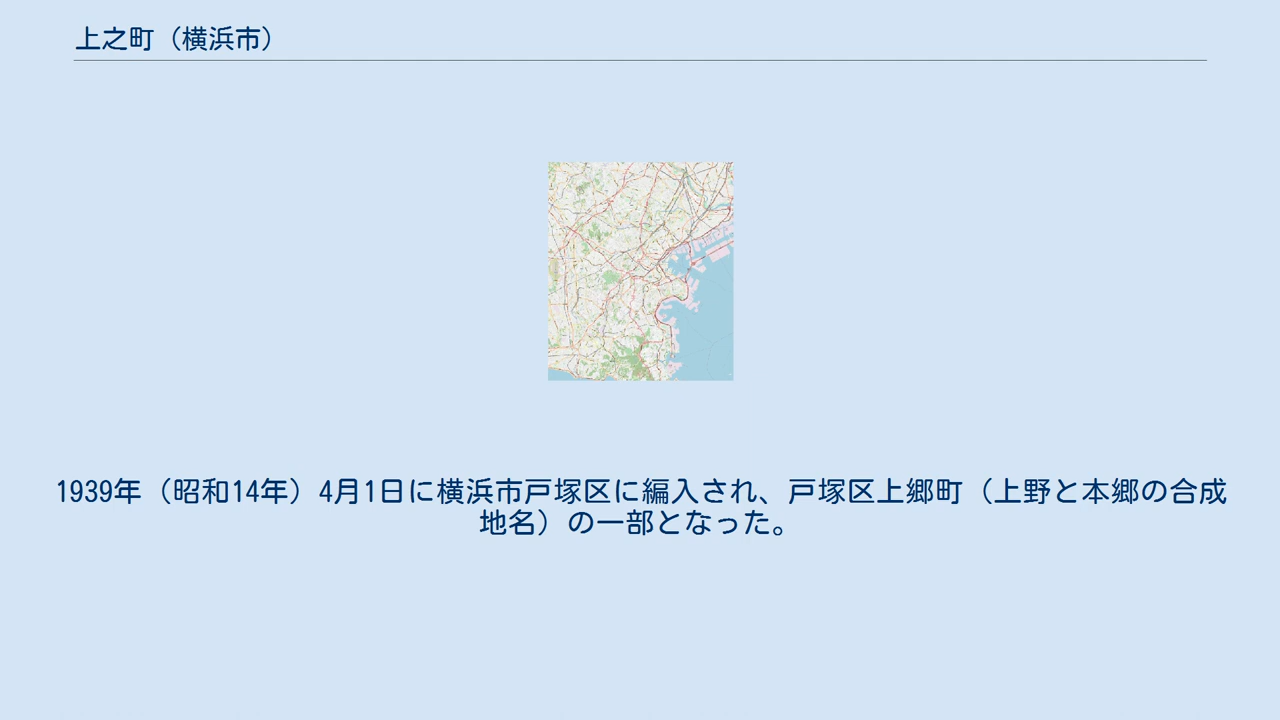 上之町（横浜市）
1939年（昭和14年）4月1日に横浜市戸塚区に編入され、戸塚区上郷町（上野と本郷の合成
地名）の一部となった。